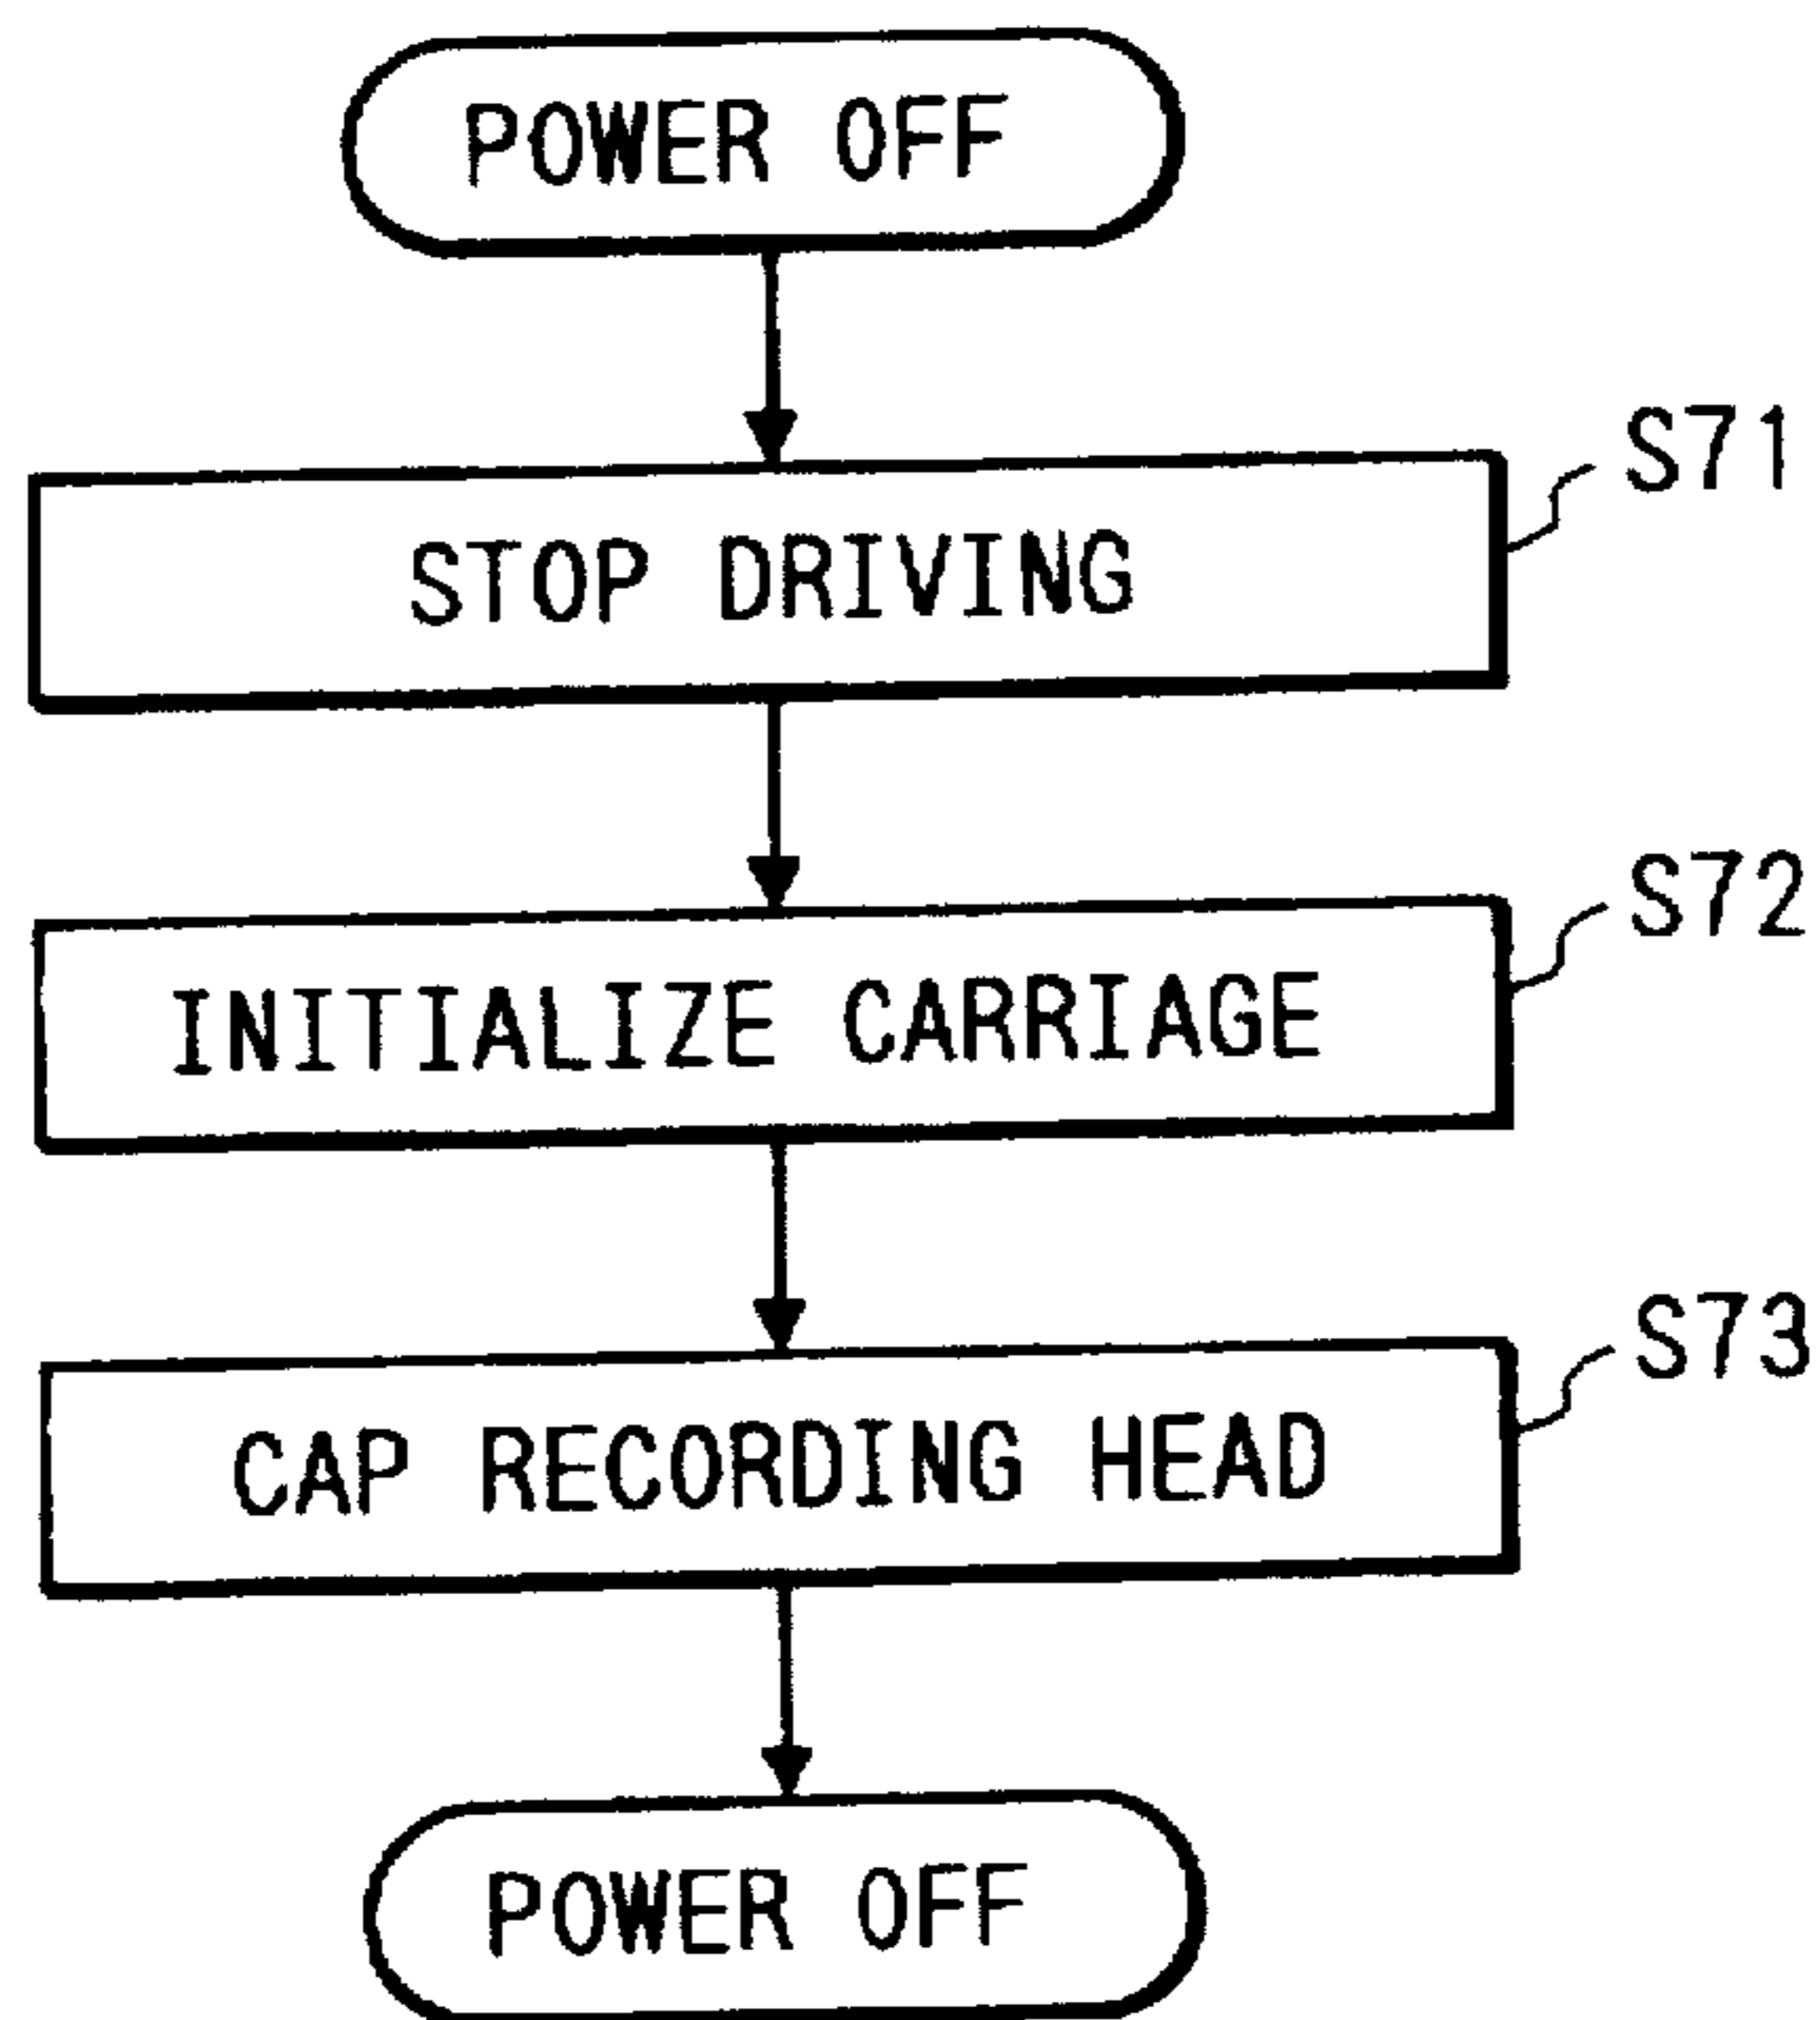 POWER OFF
S71
STOP DRIVING
S72
INITIALIZE CARRIAGE
S73
CAP RECORDING HEAD
POWER OFF